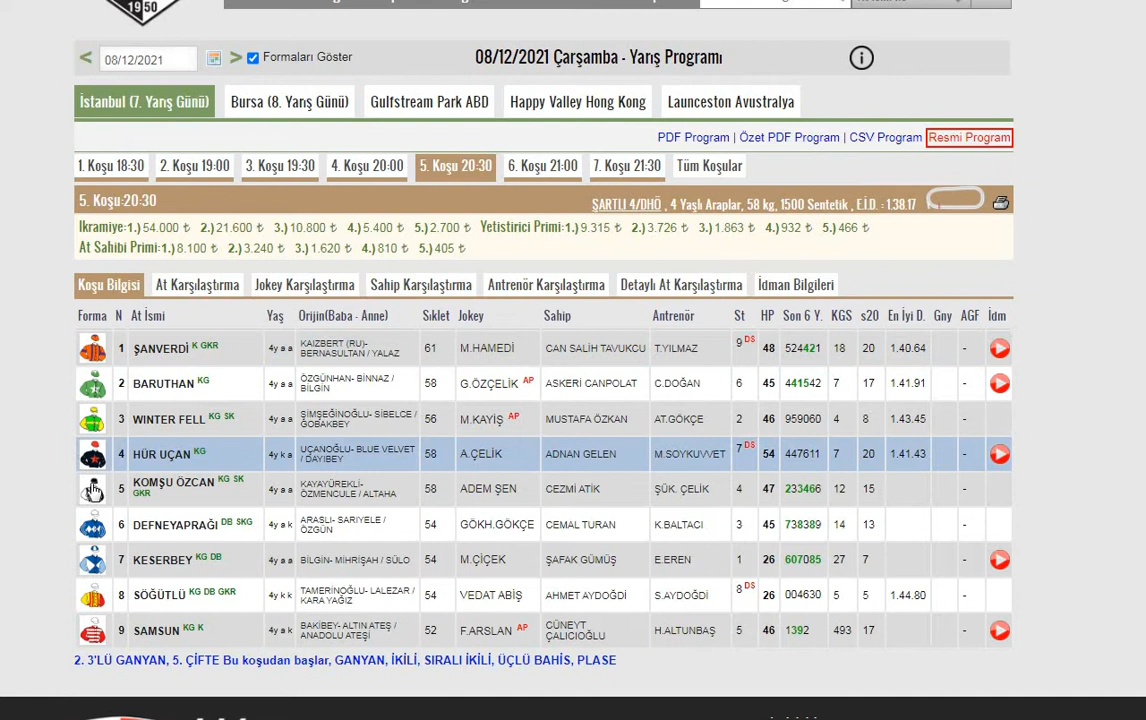 1950
08/12/2021 Formaları Göster 08/12/2021 Çarşamba - Yarış Programı
İstanbul (7. Yarış Günü) Bursa (8. Yarış Günü) Gulfstream Park ABD Happy Valley Hong Kong Launceston Avustralya
PDF Program | Özet PDF Program | CSV Program Resmi Program
1. Koşu 18:30 2. Koşu 19:00 3. Koşu 19:30 4. Koşu 20:00 5. Koşu 20:30 6. Koşu 21:00 7. Koşu 21:30 Tüm Koşular
5. Koşu:20:30 ŞARTLI 4/DHÖ , 4 Yaşlı Araplar, 58 kg, 1500 Sentetik , E.İ.D. : 1.38.17
İkramiye:1.) 54.000 ₺ 2.) 21.600 ₺ 3.) 10.800 ₺ 4.) 5.400 ₺ 5.) 2.700 ₺ Yetistirici Primi:1.) 9.315 ₺ 2.) 3.726 ₺ 3.) 1.863 ₺ 4.) 932 ₺ 5.) 466 ₺
At Sahibi Primi:1.) 8.100 ₺ 2.) 3.240 ₺ 3.) 1.620 ₺ 4.) 810 ₺ 5.) 405 ₺
Koşu Bilgisi At Karşılaştırma Jokey Karşılaştırma Sahip Karşılaştırma Antrenör Karşılaştırma Detaylı At Karşılaştırma İdman Bilgileri
Forma N At İsmi Yaş Orijin(Baba - Anne) Sıklet Jokey Sahip Antrenör St HP Son 6 Y. KGS s20 En İyi D. Gny AGF İdm
1 ŞANVERDİ K GKR 4y a a KAIZBERT (RU)- BERNASULTAN / YALAZ 61 M.HAMEDİ CAN SALİH TAVUKCU T.YILMAZ 9 DS 48 524421 18 20 1.40.64 -
2 BARUTHAN KG 4y a a ÖZGÜNHAN- BİNNAZ / BİLGİN 58 G.ÖZÇELİK AP ASKERİ CANPOLAT C.DOĞAN 6 45 441542 7 17 1.41.91 -
3 WINTER FELL KG SK 4y a a ŞİMŞEĞİNOĞLU- SİBELCE / GOBAKBEY 56 M.KAYİŞ AP MUSTAFA ÖZKAN AT.GÖKÇE 2 46 959060 4 8 1.43.45 -
4 HÜR UÇAN KG 4y k a UÇANOĞLU- BLUE VELVET / DAYIBEY 58 A.ÇELİK ADNAN GELEN M.SOYKUVVET 7 DS 54 447611 7 20 1.41.43 -
5 KOMŞU ÖZCAN KG SK GKR 4y a a KAYAYÜREKLİ- ÖZMENCULE / ALTAHA 58 ADEM ŞEN CEZMİ ATİK ŞÜK. ÇELİK 4 47 233466 12 15 -
6 DEFNEYAPRAĞI DB SKG 4y a k ARASLI- SARIYELE / ÖZGÜN 54 GÖKH.GÖKÇE CEMAL TURAN K.BALTACI 3 45 738389 14 13 -
7 KESERBEY KG DB 4y a a BİLGİN- MİHRİŞAH / SÜLO 54 M.ÇİÇEK ŞAFAK GÜMÜŞ E.EREN 1 26 607085 27 7 -
8 SÖĞÜTLÜ KG DB GKR 4y k k TAMERİNOĞLU- LALEZAR / KARA YAĞIZ 54 VEDAT ABİŞ AHMET AYDOĞDİ S.AYDOĞDİ 8 DS 26 004630 5 5 1.44.80 -
9 SAMSUN KG K 4y a k BAKİBEY- ALTIN ATEŞ / ANADOLU ATEŞİ 52 F.ARSLAN AP CÜNEYT ÇALICIOĞLU H.ALTUNBAŞ 5 46 1392 493 17 -
2. 3'LÜ GANYAN, 5. ÇİFTE Bu koşudan başlar, GANYAN, İKİLİ, SIRALI İKİLİ, ÜÇLÜ BAHİS, PLASE